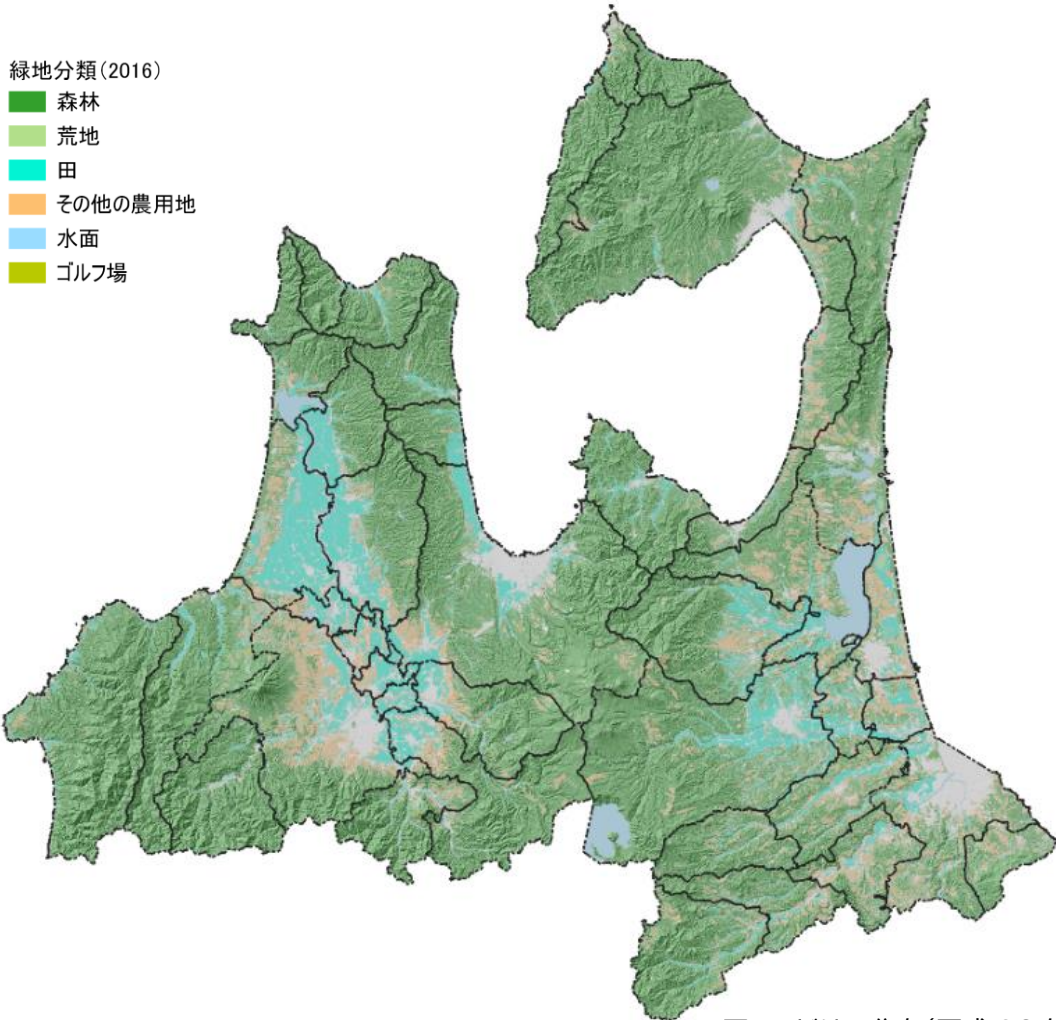 緑地分類(2016)
森林
荒地
田
その他の農用地
水面
ゴルフ場